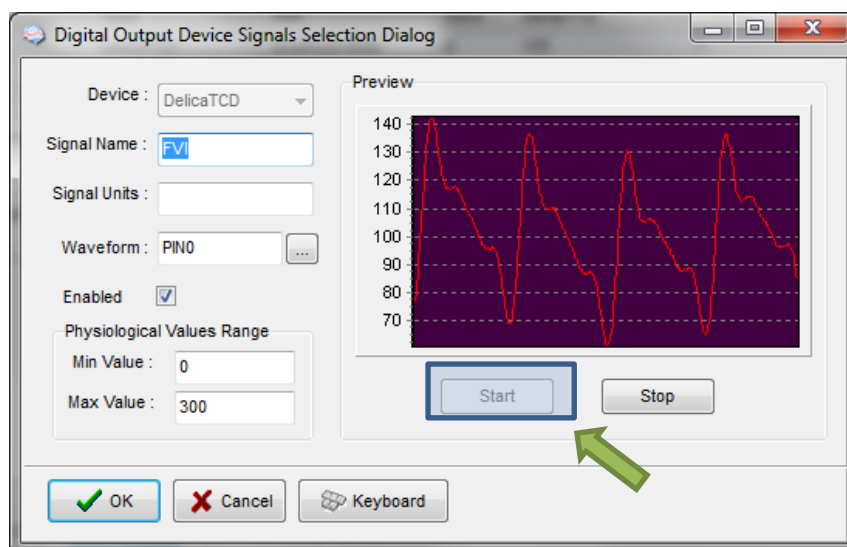 Digital Output Device Signals Selection Dialog
Device : DelicaTCD
Signal Name : FVI
Signal Units :
Waveform : PIN0 ...
Enabled
Physiological Values Range
Min Value : 0
Max Value : 300
Preview
140
130
120
110
100
90
80
70
Start Stop
OK Cancel Keyboard